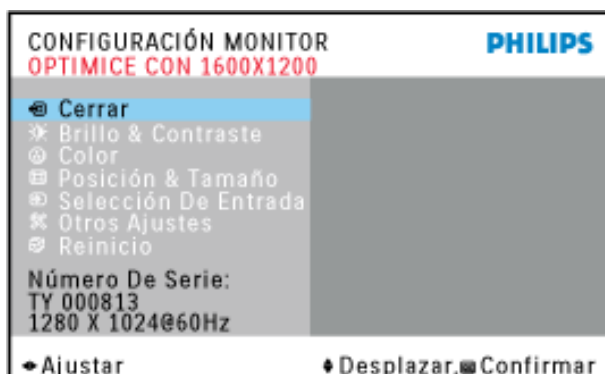 CONFIGURACIÓN MONITOR
PHILIPS
OPTIMICE CON 1600X1200
Cerrar
Brillo & Contraste
Color
Posición & Tamaño
Selección De Entrada
Otros Ajustes
Reinicio
Número De Serie:
TY 000813
1280 X 1024@60Hz
Ajustar
Desplazar, Confirmar